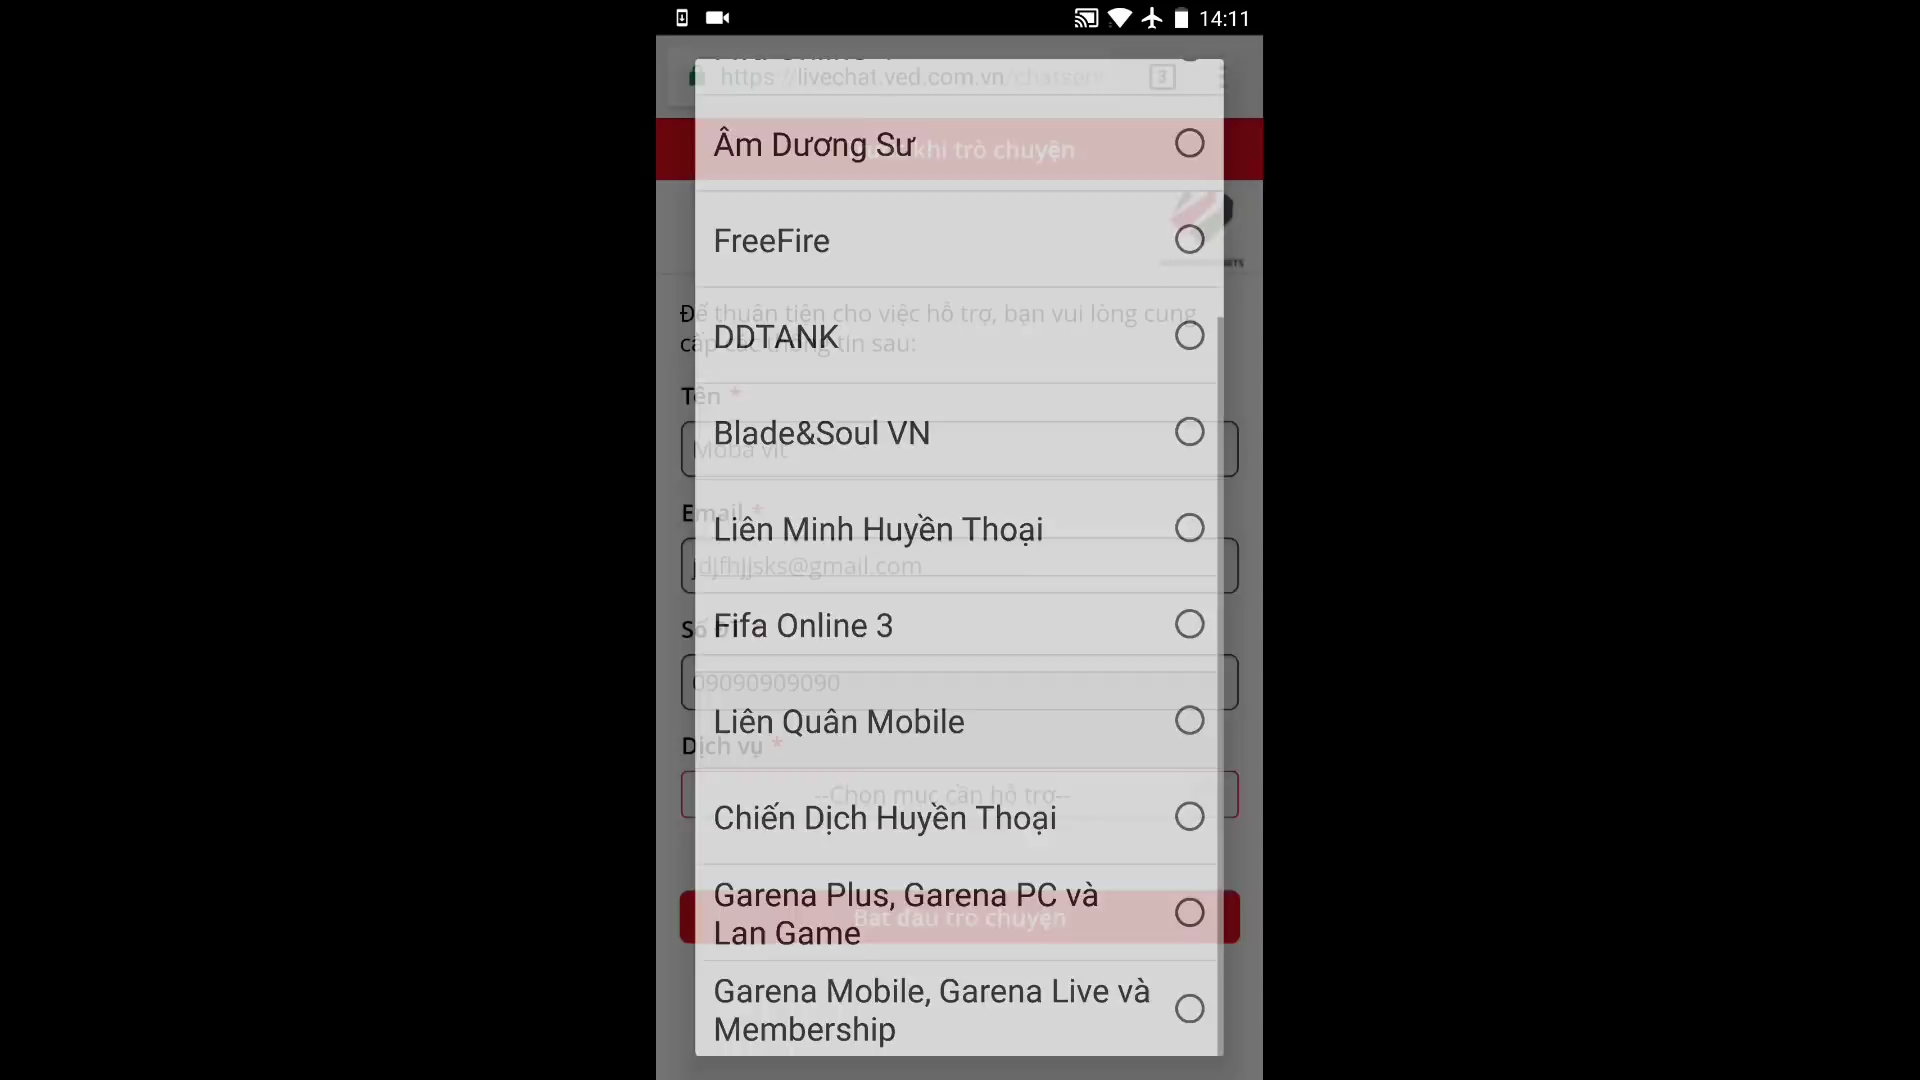 14:11
https://livechat.ved.com.vn/chatserv
3
Âm Dương Sư
khi trò chuyện
FreeFire
Để thuận tiện cho việc hỗ trợ, bạn vui lòng cung
DDTANK
cấp các thông tin sau:
Tên *
Blade&Soul VN
Email *
Liên Minh Huyền Thoại
jdjfhjjsks@gmail.com
Số
Fifa Online 3
09090909090
Liên Quân Mobile
Dịch vụ *
--Chọn mục cần hỗ trợ--
Chiến Dịch Huyền Thoại
Garena Plus, Garena PC và
Bắt đầu trò chuyện
Lan Game
Garena Mobile, Garena Live và
Membership